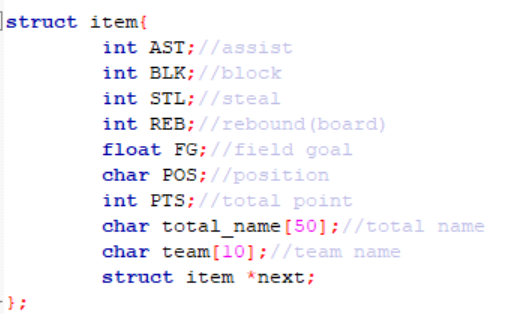 struct item{
int AST;//assist
int BLK;//block
int STL;//steal
int REB;//rebound(board)
float FG;//field goal
char POS;//position
int PTS;//total point
char total_name[50];//total name
char team[10];//team name
struct item *next;
};